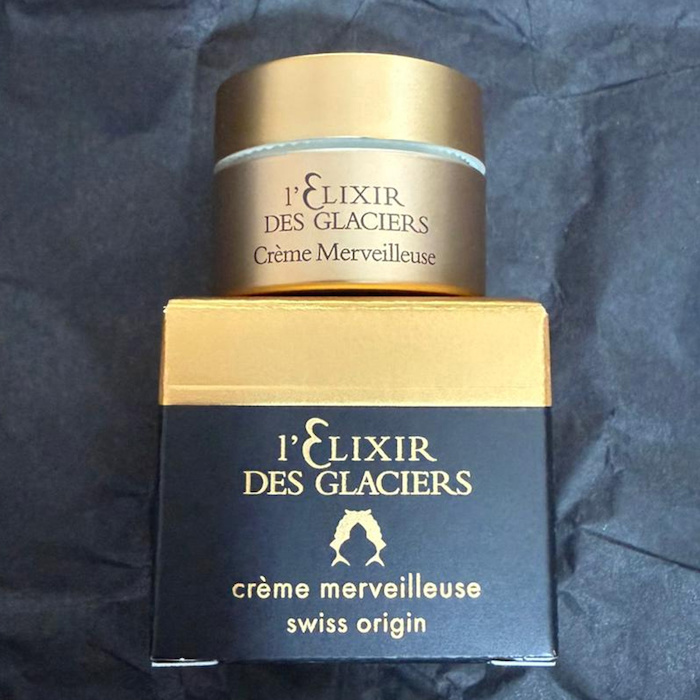 l'ELIXIR
DES GLACIERS
Crème Merveilleuse
l'ELIXIR
DES GLACIERS
crème merveilleuse
swiss origin